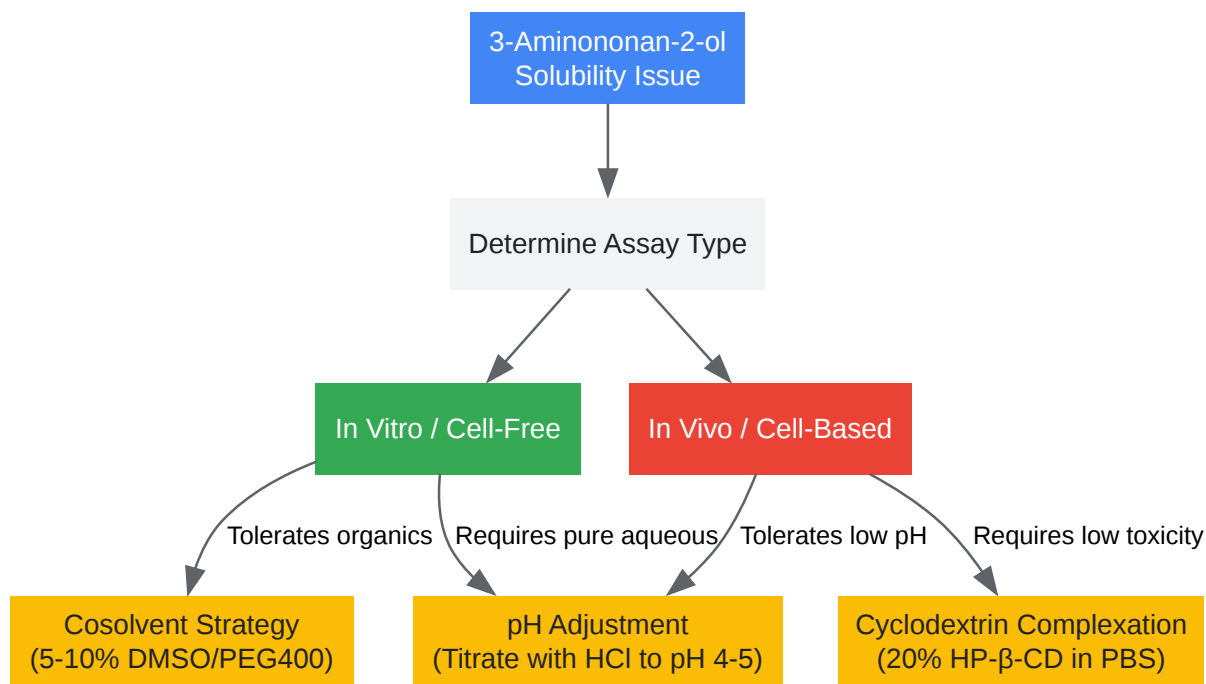 3-Aminononan-2-ol
Solubility Issue
Determine Assay Type
In Vitro / Cell-Free
In Vivo / Cell-Based
Tolerates organics
Requires pure aqueous
Tolerates low pH
Requires low toxicity
Cosolvent Strategy
(5-10% DMSO/PEG400)
pH Adjustment
(Titrate with HCl to pH 4-5)
Cyclodextrin Complexation
(20% HP-β-CD in PBS)